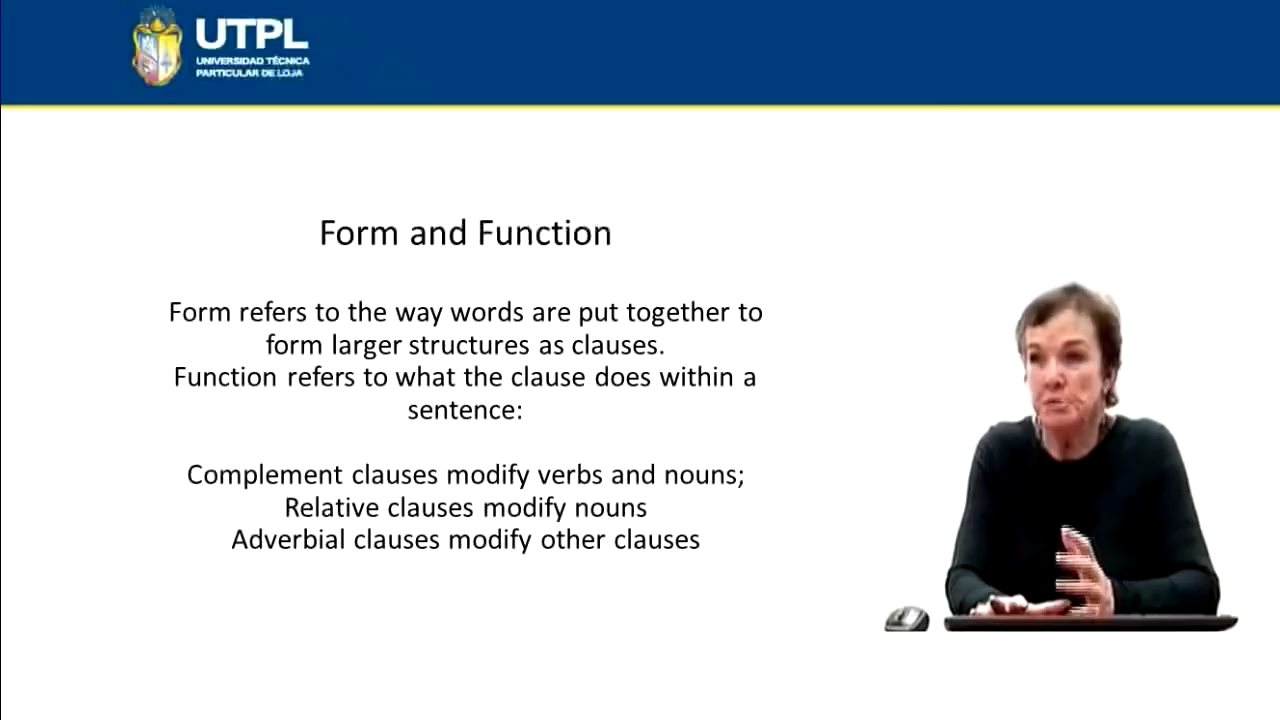 UTPL
UNIVERSIDAD TÉCNICA
PARTICULAR DE LOJA
Form and Function
Form refers to the way words are put together to
form larger structures as clauses.
Function refers to what the clause does within a
sentence:
Complement clauses modify verbs and nouns;
Relative clauses modify nouns
Adverbial clauses modify other clauses